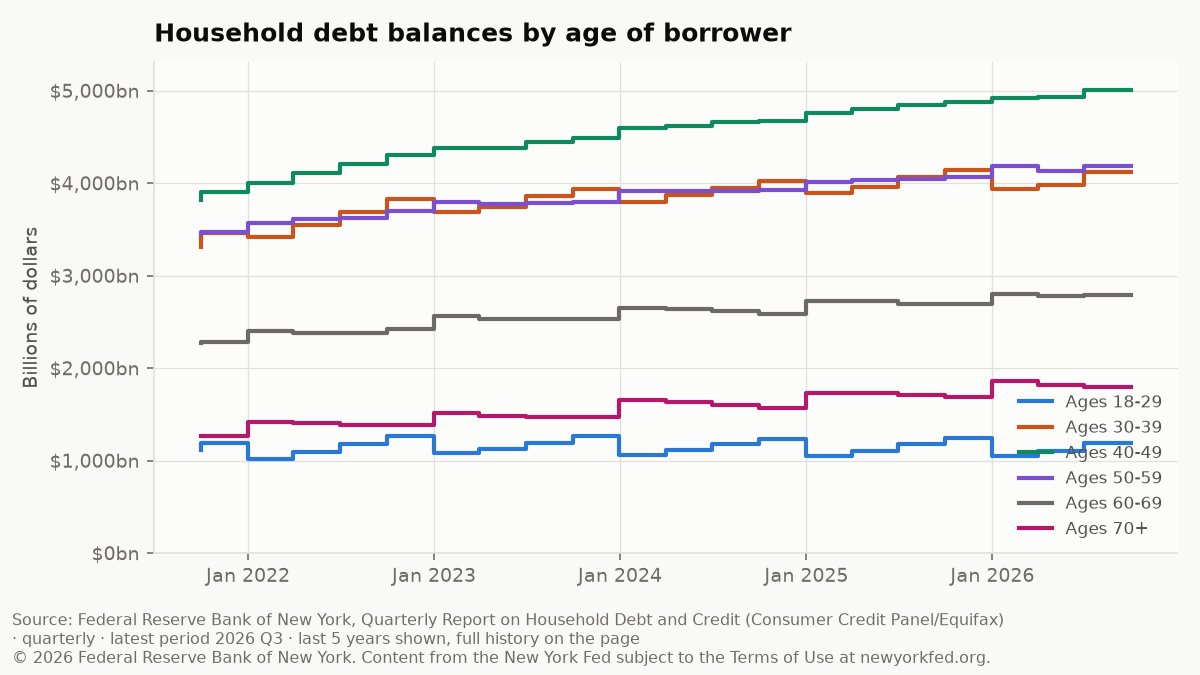 Household debt balances by age of borrower
Billions of dollars
$5,000bn
$4,000bn
$3,000bn
$2,000bn
$1,000bn
$0bn
Jan 2022
Jan 2023
Jan 2024
Jan 2025
Jan 2026
Ages 18-29
Ages 30-39
Ages 40-49
Ages 50-59
Ages 60-69
Ages 70+
Source: Federal Reserve Bank of New York, Quarterly Report on Household Debt and Credit (Consumer Credit Panel/Equifax)
· quarterly · latest period 2026 Q3 · last 5 years shown, full history on the page
© 2026 Federal Reserve Bank of New York. Content from the New York Fed subject to the Terms of Use at newyorkfed.org.